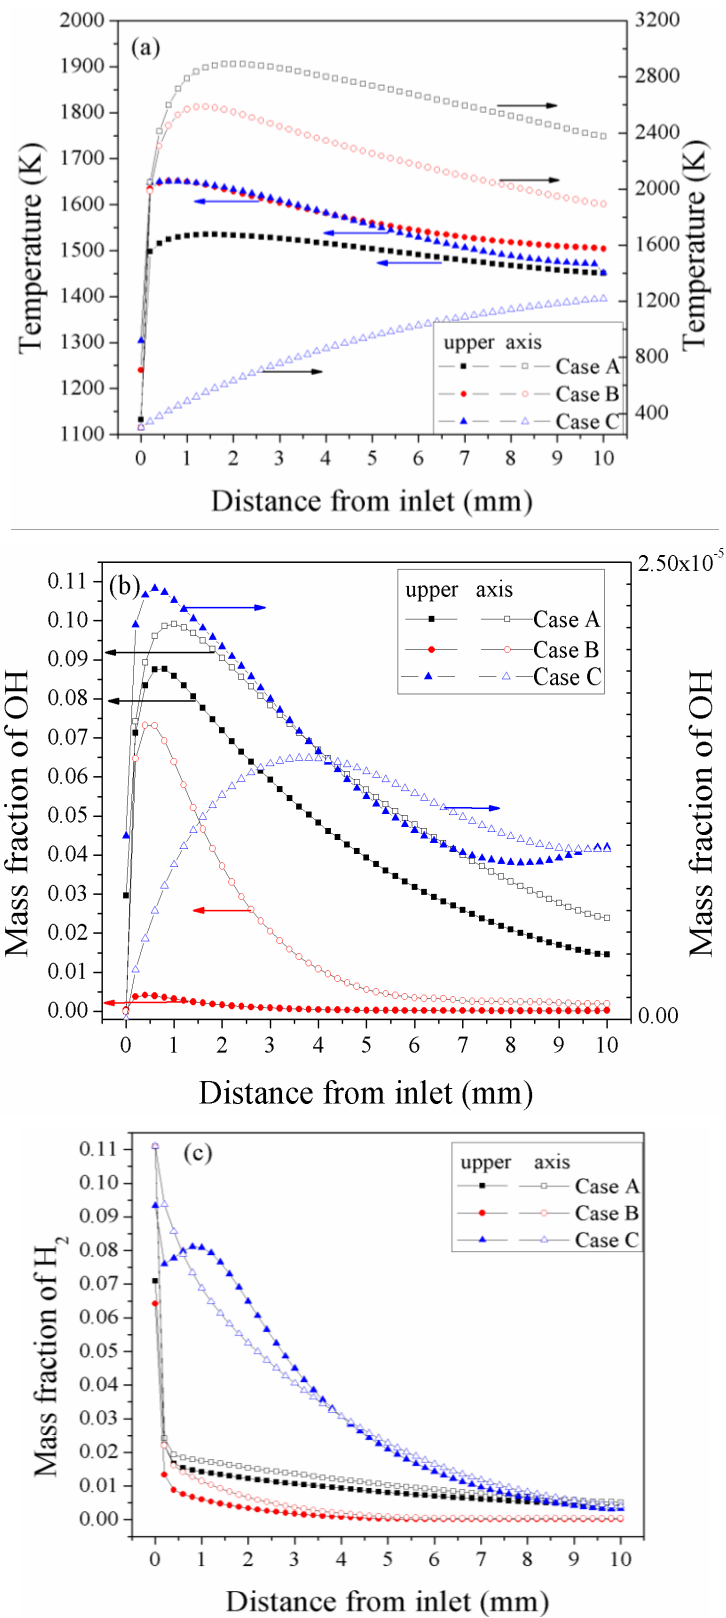 (a)
2000
1900
1800
1700
1600
1500
1400
1300
1200
1100
3200
2800
2400
2000
1600
1200
800
400
Temperature (K)
Temperature (K)
upper axis
Case A
Case B
Case C
0 1 2 3 4 5 6 7 8 9 10
Distance from inlet (mm)
(b)
0.11
0.10
0.09
0.08
0.07
0.06
0.05
0.04
0.03
0.02
0.01
0.00
2.50x10-5
0.00
Mass fraction of OH
Mass fraction of OH
upper axis
Case A
Case B
Case C
0 1 2 3 4 5 6 7 8 9 10
Distance from inlet (mm)
(c)
0.11
0.10
0.09
0.08
0.07
0.06
0.05
0.04
0.03
0.02
0.01
0.00
Mass fraction of H2
upper axis
Case A
Case B
Case C
0 1 2 3 4 5 6 7 8 9 10
Distance from inlet (mm)